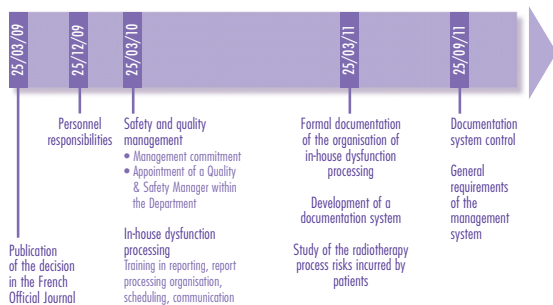 25/03/09
25/12/09
25/03/10
25/03/11
25/09/11
Publication
of the decision
in the French
Official Journal
Personnel
responsibilities
Safety and quality
management
• Management commitment
• Appointment of a Quality
& Safety Manager within
the Department
In-house dysfunction
processing
Training in reporting, report
processing organisation,
scheduling, communication
Formal documentation
of the organisation of
in-house dysfunction
processing
Development of a
documentation system
Study of the radiotherapy
process risks incurred by
patients
Documentation
system control
General
requirements
of the
management
system